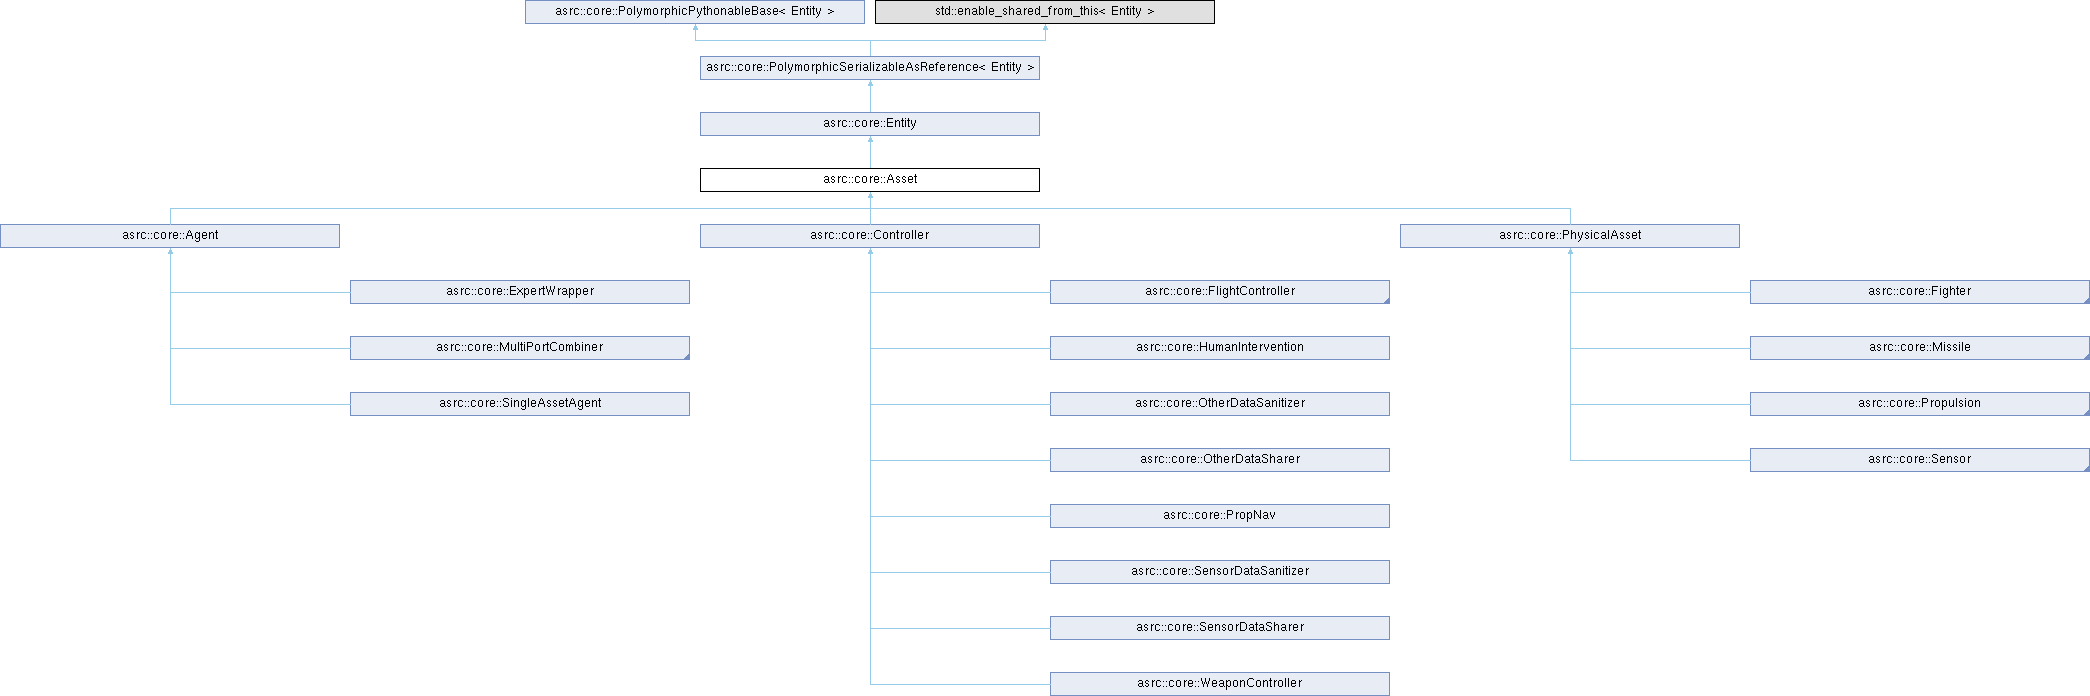 asrc::core::PolymorphicPythonableBase< Entity >
std::enable_shared_from_this< Entity >
asrc::core::PolymorphicSerializableAsReference< Entity >
asrc::core::Entity
asrc::core::Asset
asrc::core::Agent
asrc::core::Controller
asrc::core::PhysicalAsset
asrc::core::ExpertWrapper
asrc::core::FlightController
asrc::core::Fighter
asrc::core::MultiPortCombiner
asrc::core::HumanIntervention
asrc::core::Missile
asrc::core::SingleAssetAgent
asrc::core::OtherDataSanitizer
asrc::core::Propulsion
asrc::core::OtherDataSharer
asrc::core::Sensor
asrc::core::PropNav
asrc::core::SensorDataSanitizer
asrc::core::SensorDataSharer
asrc::core::WeaponController